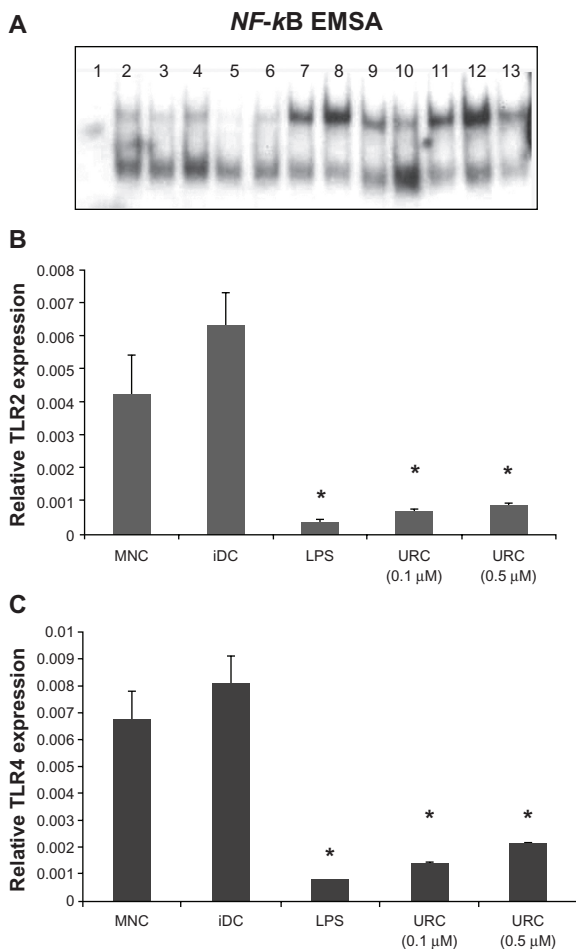 A
NF-kB EMSA
1 2 3 4 5 6 7 8 9 10 11 12 13
B
Relative TLR2 expression
0.008
0.007
0.006
0.005
0.004
0.003
0.002
0.001
0
* * *
MNC iDC LPS URC (0.1 μM) URC (0.5 μM)
C
Relative TLR4 expression
0.01
0.009
0.008
0.007
0.006
0.005
0.004
0.003
0.002
0.001
0
* * *
MNC iDC LPS URC (0.1 μM) URC (0.5 μM)